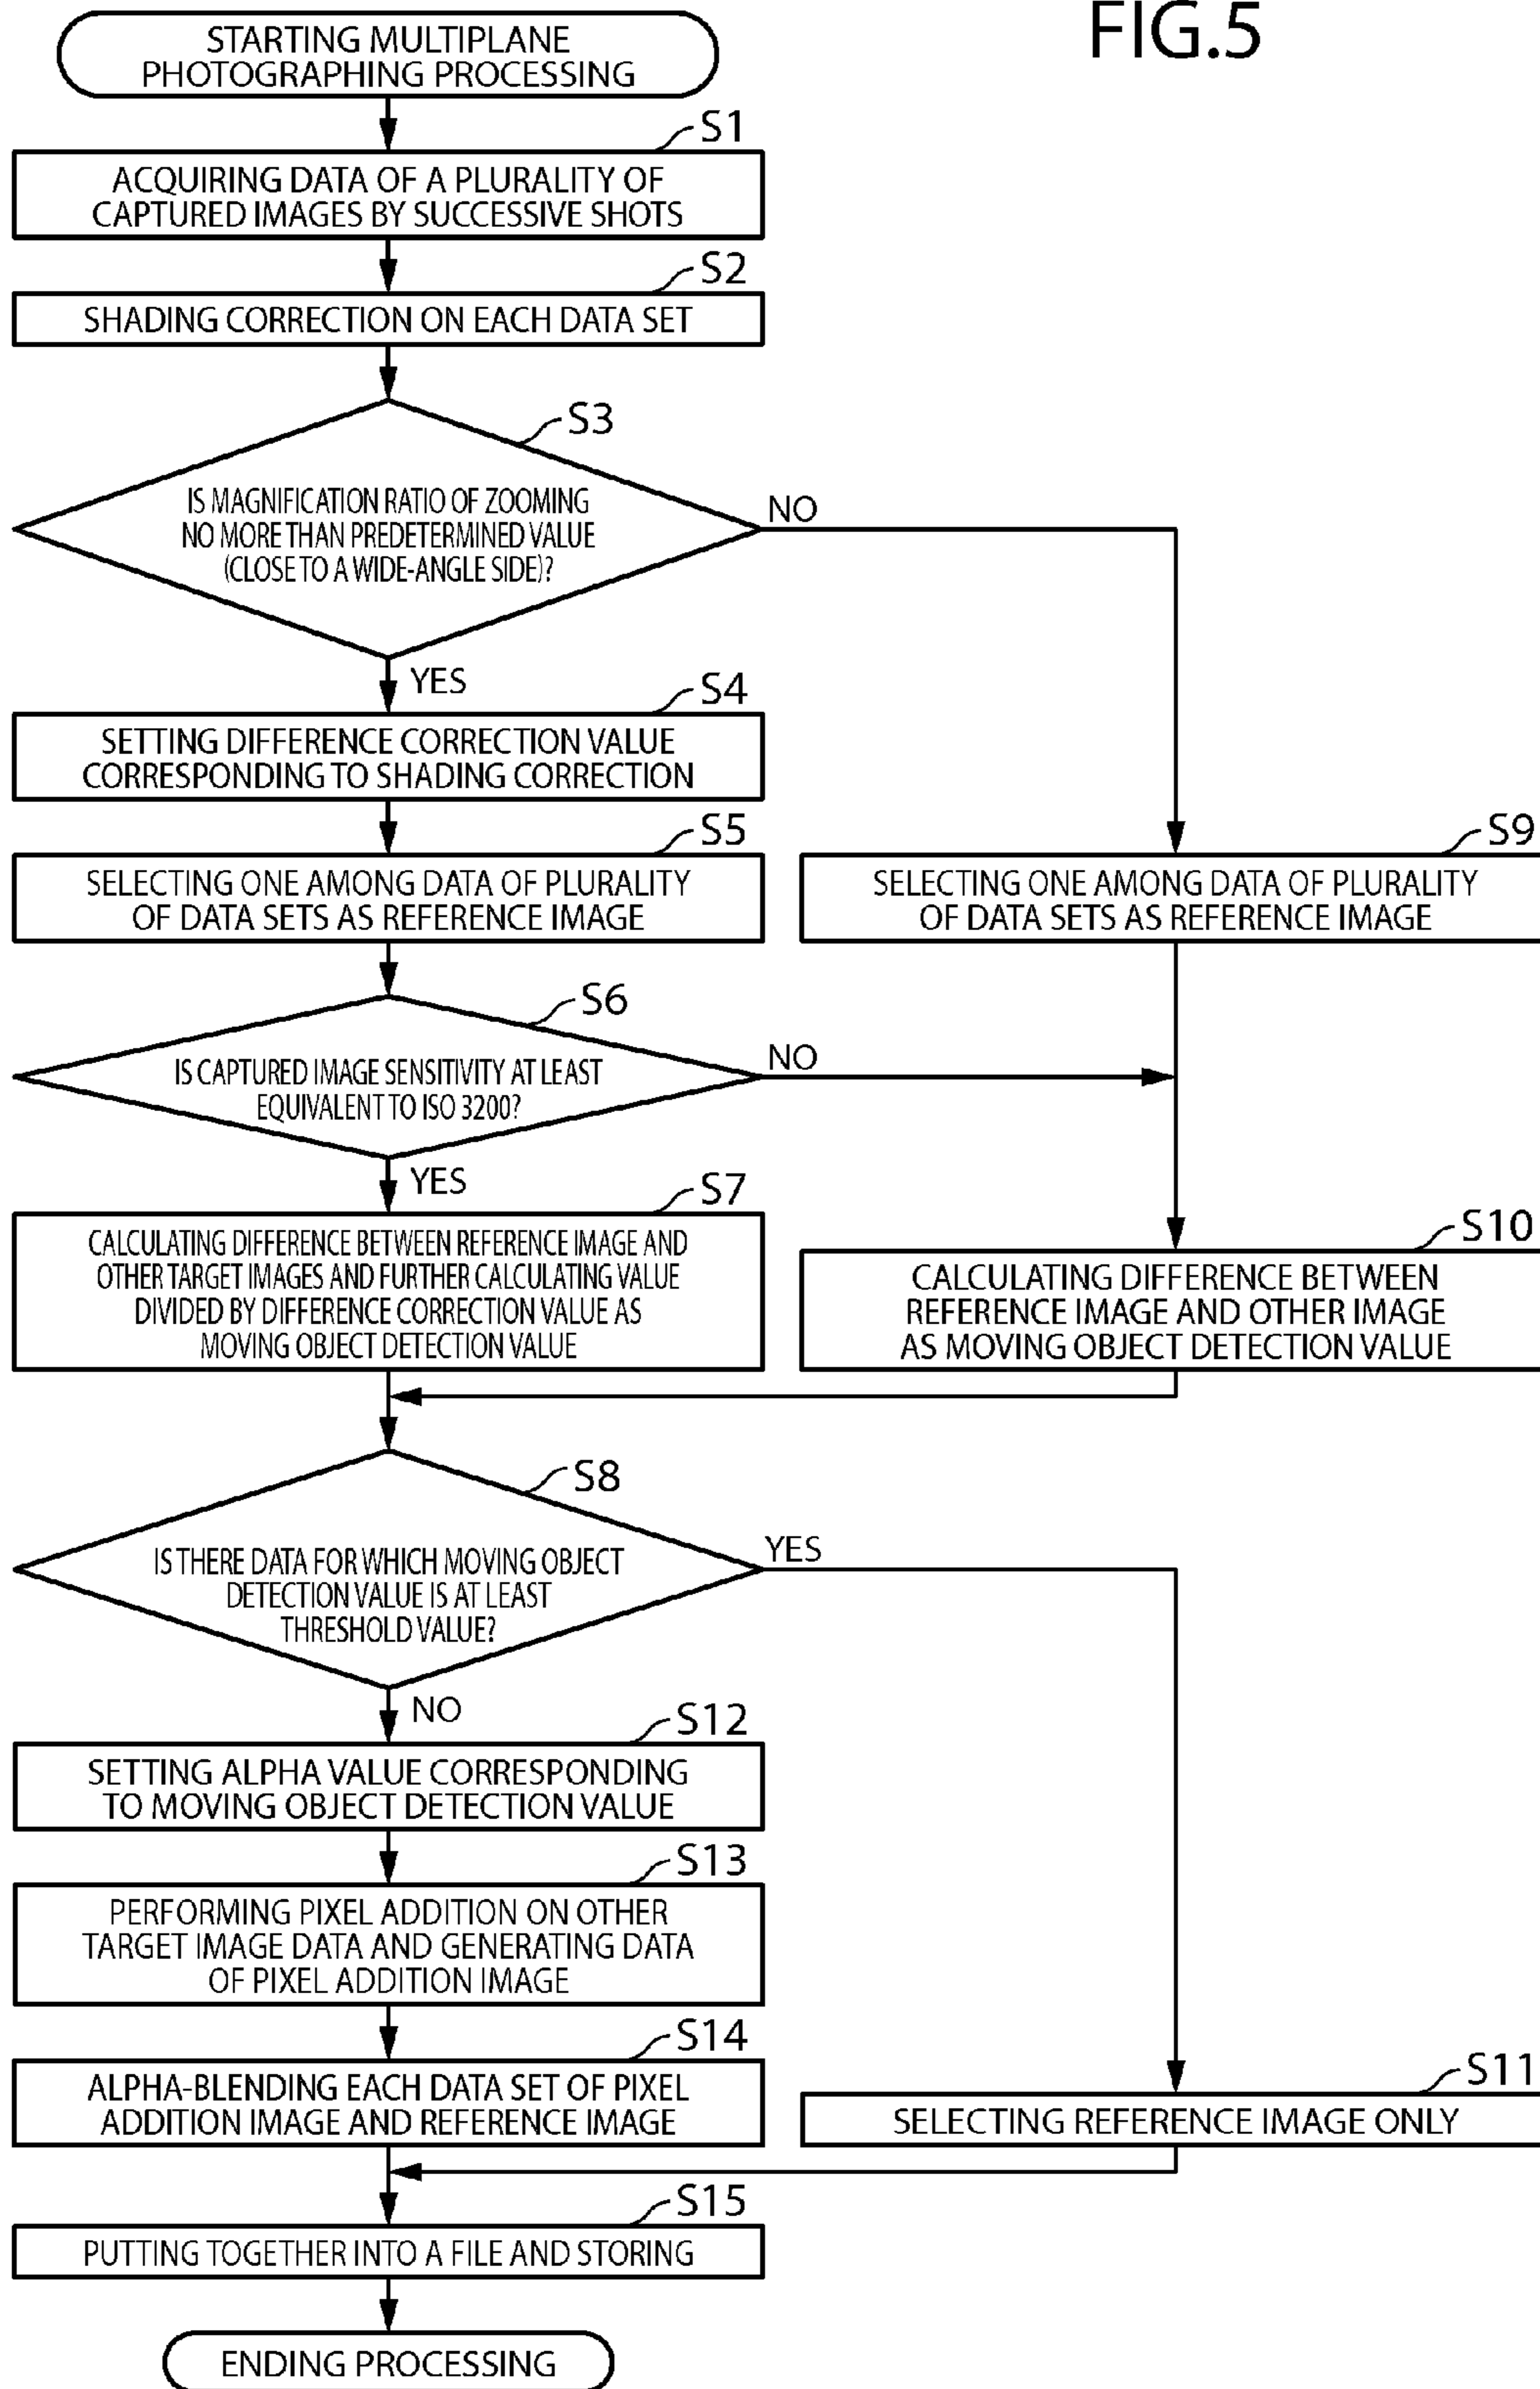 FIG.5
STARTING MULTIPLANE
PHOTOGRAPHING PROCESSING
S1
ACQUIRING DATA OF A PLURALITY OF
CAPTURED IMAGES BY SUCCESSIVE SHOTS
S2
SHADING CORRECTION ON EACH DATA SET
S3
IS MAGNIFICATION RATIO OF ZOOMING
NO MORE THAN PREDETERMINED VALUE
(CLOSE TO A WIDE-ANGLE SIDE)?
NO
YES
S4
SETTING DIFFERENCE CORRECTION VALUE
CORRESPONDING TO SHADING CORRECTION
S5
SELECTING ONE AMONG DATA OF PLURALITY
OF DATA SETS AS REFERENCE IMAGE
S9
SELECTING ONE AMONG DATA OF PLURALITY
OF DATA SETS AS REFERENCE IMAGE
S6
IS CAPTURED IMAGE SENSITIVITY AT LEAST
EQUIVALENT TO ISO 3200?
NO
YES
S7
CALCULATING DIFFERENCE BETWEEN REFERENCE IMAGE AND
OTHER TARGET IMAGES AND FURTHER CALCULATING VALUE
DIVIDED BY DIFFERENCE CORRECTION VALUE AS
MOVING OBJECT DETECTION VALUE
S10
CALCULATING DIFFERENCE BETWEEN
REFERENCE IMAGE AND OTHER IMAGE
AS MOVING OBJECT DETECTION VALUE
S8
IS THERE DATA FOR WHICH MOVING OBJECT
DETECTION VALUE IS AT LEAST
THRESHOLD VALUE?
YES
NO
S12
SETTING ALPHA VALUE CORRESPONDING
TO MOVING OBJECT DETECTION VALUE
S13
PERFORMING PIXEL ADDITION ON OTHER
TARGET IMAGE DATA AND GENERATING DATA
OF PIXEL ADDITION IMAGE
S14
ALPHA-BLENDING EACH DATA SET OF PIXEL
ADDITION IMAGE AND REFERENCE IMAGE
S11
SELECTING REFERENCE IMAGE ONLY
S15
PUTTING TOGETHER INTO A FILE AND STORING
ENDING PROCESSING